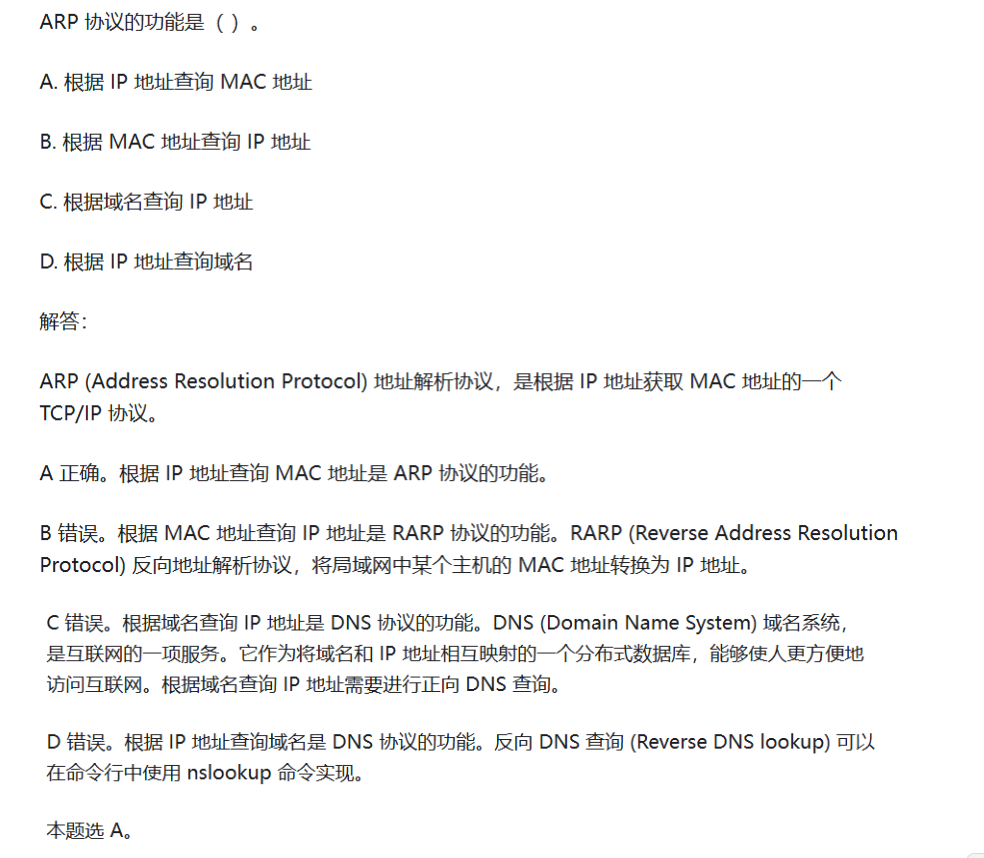 ARP 协议的功能是（ ）。
A. 根据 IP 地址查询 MAC 地址
B. 根据 MAC 地址查询 IP 地址
C. 根据域名查询 IP 地址
D. 根据 IP 地址查询域名
解答：
ARP (Address Resolution Protocol) 地址解析协议，是根据 IP 地址获取 MAC 地址的一个
TCP/IP 协议。
A 正确。根据 IP 地址查询 MAC 地址是 ARP 协议的功能。
B 错误。根据 MAC 地址查询 IP 地址是 RARP 协议的功能。RARP (Reverse Address Resolution
Protocol) 反向地址解析协议，将局域网中某个主机的 MAC 地址转换为 IP 地址。
C 错误。根据域名查询 IP 地址是 DNS 协议的功能。DNS (Domain Name System) 域名系统，
是互联网的一项服务。它作为将域名和 IP 地址相互映射的一个分布式数据库，能够使人更方便地
访问互联网。根据域名查询 IP 地址需要进行正向 DNS 查询。
D 错误。根据 IP 地址查询域名是 DNS 协议的功能。反向 DNS 查询 (Reverse DNS lookup) 可以
在命令行中使用 nslookup 命令实现。
本题选 A。